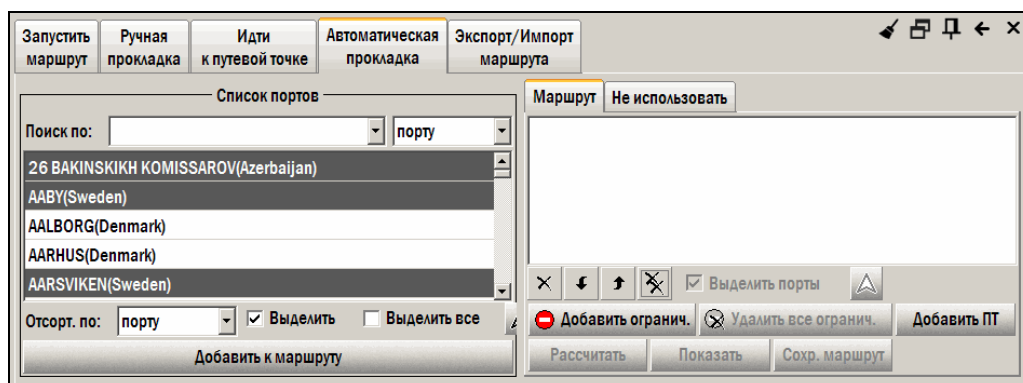 Запустить маршрут
Ручная прокладка
Идти к путевой точке
Автоматическая прокладка
Экспорт/Импорт маршрута
Список портов
Поиск по:
порту
26 BAKINSKIKH KOMISSAROV(Azerbaijan)
AABY(Sweden)
AALBORG(Denmark)
AARHUS(Denmark)
AARSVIKEN(Sweden)
Отсорт. по:
порту
Выделить
Выделить все
Добавить к маршруту
Маршрут
Не использовать
Выделить порты
Добавить огранич.
Удалить все огранич.
Добавить ПТ
Рассчитать
Показать
Сохр. маршрут